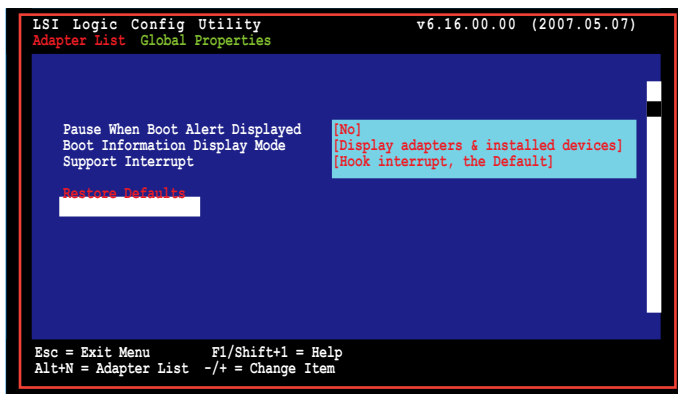 LSI Logic Config Utility v6.16.00.00 (2007.05.07)
Adapter List Global Properties
Pause When Boot Alert Displayed [No]
Boot Information Display Mode [Display adapters & installed devices]
Support Interrupt [Hook interrupt, the Default]
Restore Defaults
Esc = Exit Menu F1/Shift+1 = Help
Alt+N = Adapter List -/+ = Change Item